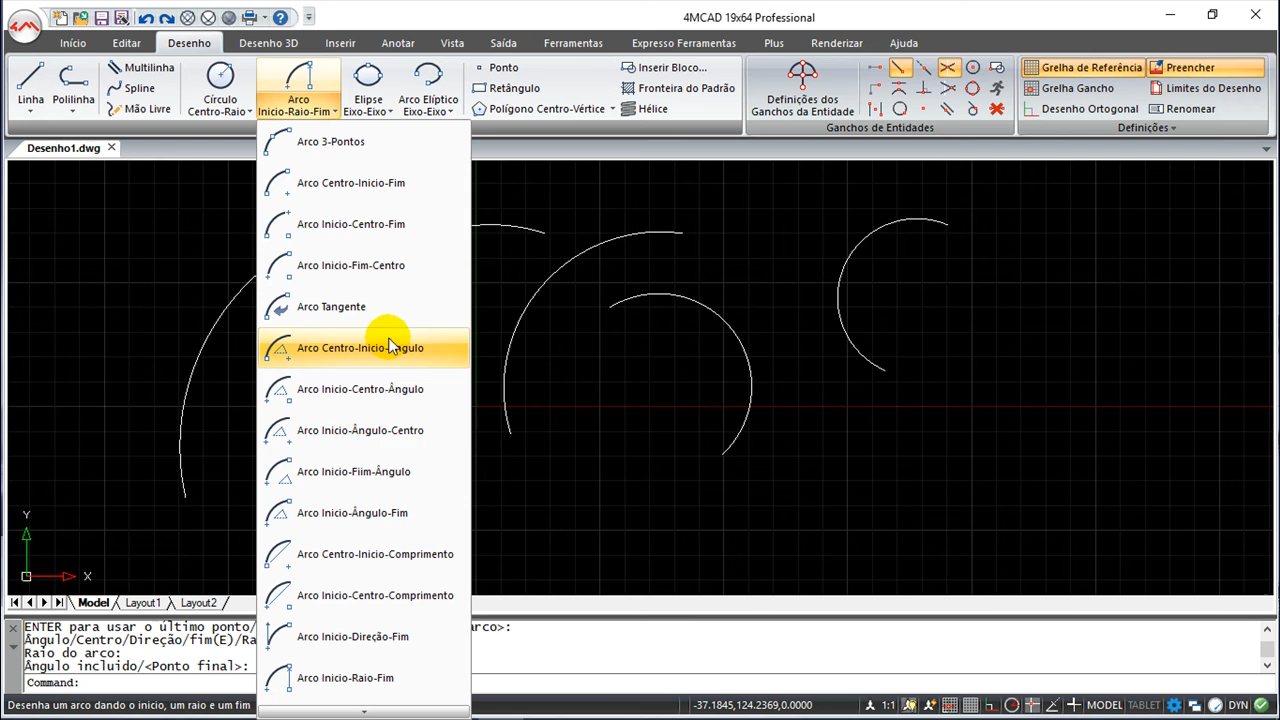 4MCAD 19x64 Professional
4M
Início Editar Desenho Desenho 3D Inserir Anotar Vista Saída Ferramentas Expresso Ferramentas Plus Renderizar Ajuda
Linha
Polilinha
Multilinha
Spline
Mão Livre
Círculo
Centro-Raio
Arco
Inicio-Raio-Fim
Elipse
Eixo-Eixo
Arco Elíptico
Eixo-Eixo
Ponto
Retângulo
Polígono Centro-Vértice
Inserir Bloco...
Fronteira do Padrão
Hélice
Definições dos
Ganchos da Entidade
Ganchos de Entidades
Grelha de Referência
Grelha Gancho
Desenho Ortogonal
Preencher
Limites do Desenho
Renomear
Definições
Desenho1.dwg
Arco 3-Pontos
Arco Centro-Inicio-Fim
Arco Inicio-Centro-Fim
Arco Inicio-Fim-Centro
Arco Tangente
Arco Centro-Inicio-Ângulo
Arco Inicio-Centro-Ângulo
Arco Inicio-Ângulo-Centro
Arco Inicio-Fiim-Ângulo
Arco Inicio-Ângulo-Fim
Arco Centro-Inicio-Comprimento
Arco Inicio-Centro-Comprimento
Arco Inicio-Direção-Fim
Arco Inicio-Raio-Fim
Y
X
Model Layout1 Layout2
ENTER para usar o último ponto/ arco>:
Ângulo/Centro/Direção/fim(E)/Ra
Raio do arco:
Ângulo incluido/<Ponto final>:
Command:
Desenha um arco dando o inicio, um raio e um fim
-37.1845, 124.2369, 0.0000
1:1
MODEL
TABLET
DYN